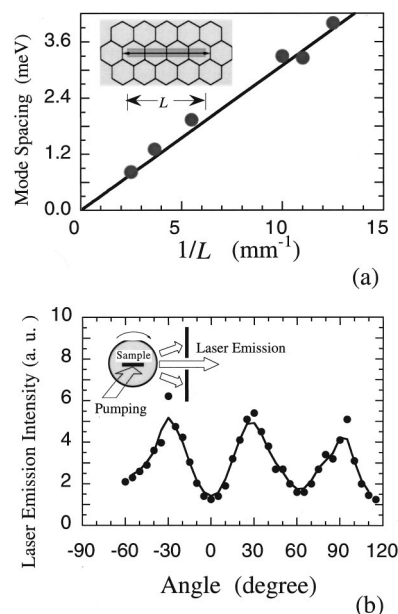 3.6
2.4
1.2
0.0
Mode Spacing (meV)
L
0
5
10
15
1/L (mm-1)
(a)
10
8
6
4
2
0
Laser Emission Intensity (a. u.)
Sample
Laser Emission
Pumping
-90 -60 -30 0 30 60 90 120
Angle (degree)
(b)